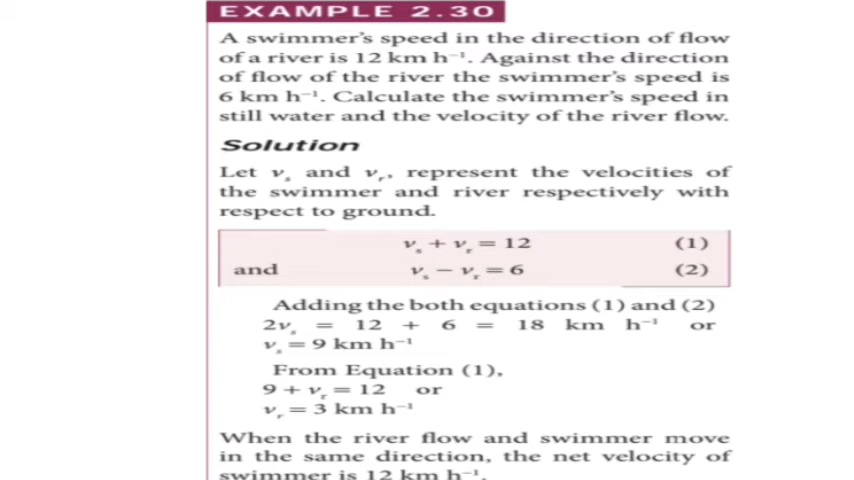 EXAMPLE 2.30
A swimmer's speed in the direction of flow
of a river is 12 km h⁻¹. Against the direction
of flow of the river the swimmer's speed is
6 km h⁻¹. Calculate the swimmer's speed in
still water and the velocity of the river flow.
Solution
Let vₛ and vᵣ, represent the velocities of
the swimmer and river respectively with
respect to ground.
vₛ + vᵣ = 12 (1)
and vₛ − vᵣ = 6 (2)
Adding the both equations (1) and (2)
2vₛ = 12 + 6 = 18 km h⁻¹ or
vₛ = 9 km h⁻¹
From Equation (1),
9 + vᵣ = 12 or
vᵣ = 3 km h⁻¹
When the river flow and swimmer move
in the same direction, the net velocity of
swimmer is 12 km h⁻¹.